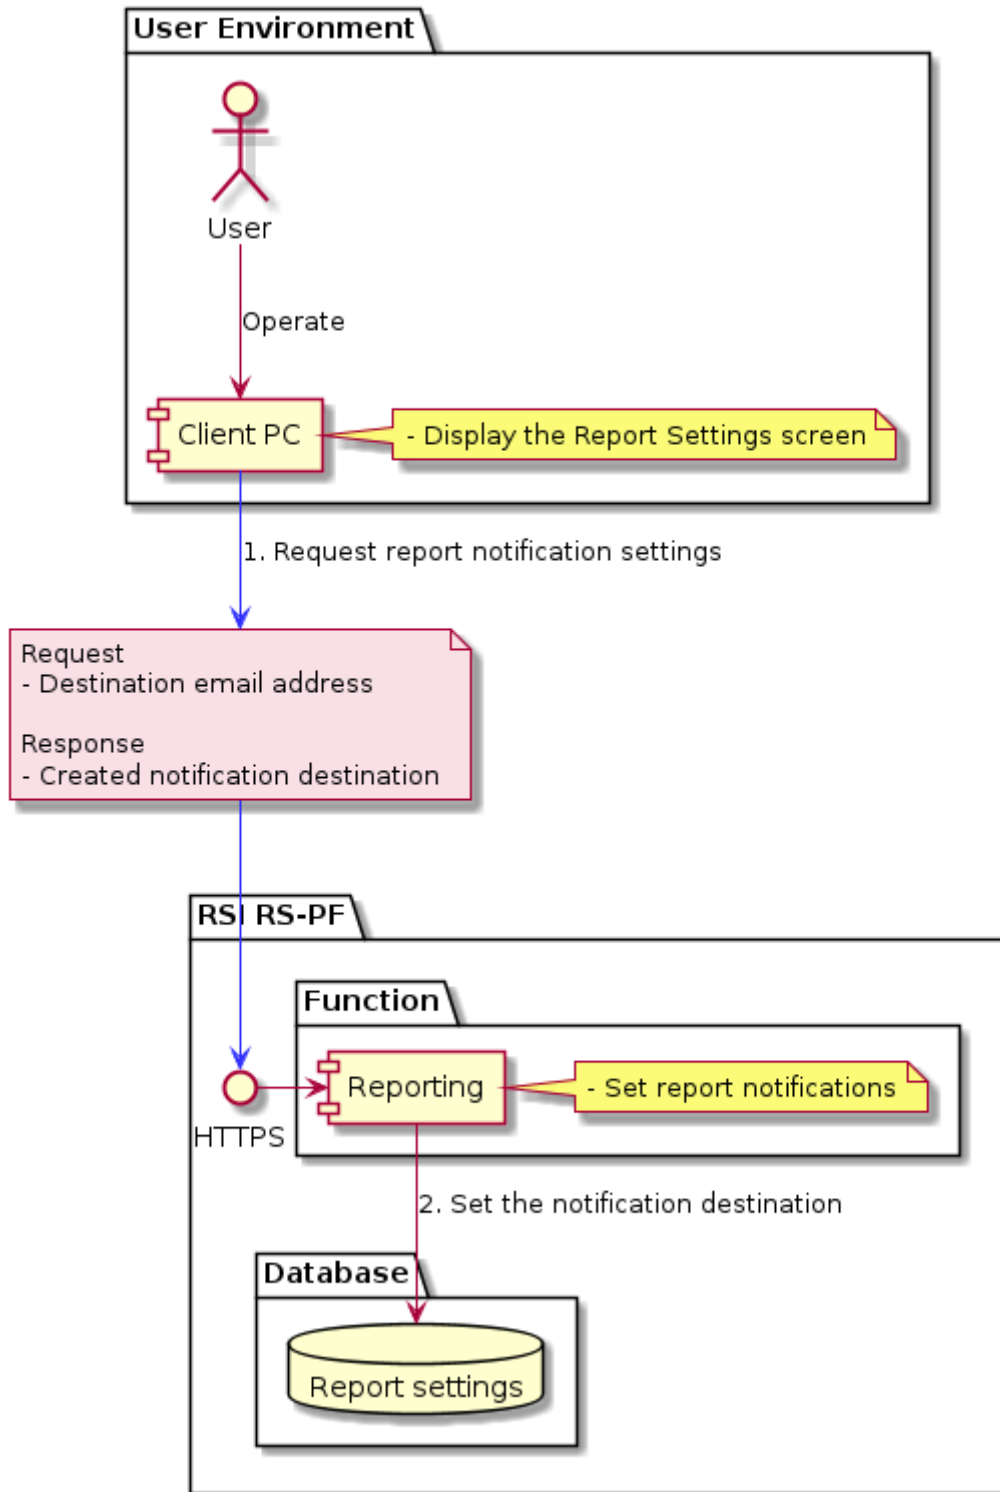 User Environment
User
Operate
Client PC
- Display the Report Settings screen
1. Request report notification settings
Request
- Destination email address
Response
- Created notification destination
RSI RS-PF
Function
Reporting
- Set report notifications
HTTPS
2. Set the notification destination
Database
Report settings